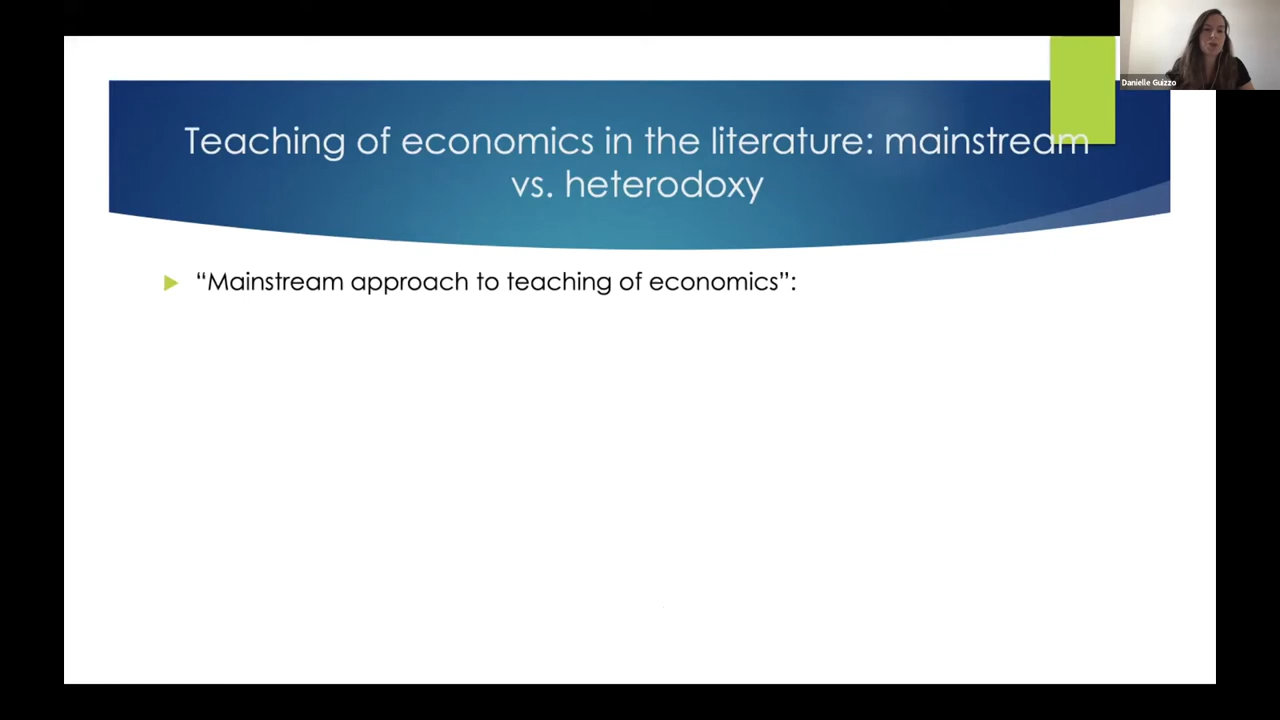 Danielle Guizzo
Teaching of economics in the literature: mainstream
vs. heterodoxy
“Mainstream approach to teaching of economics”: